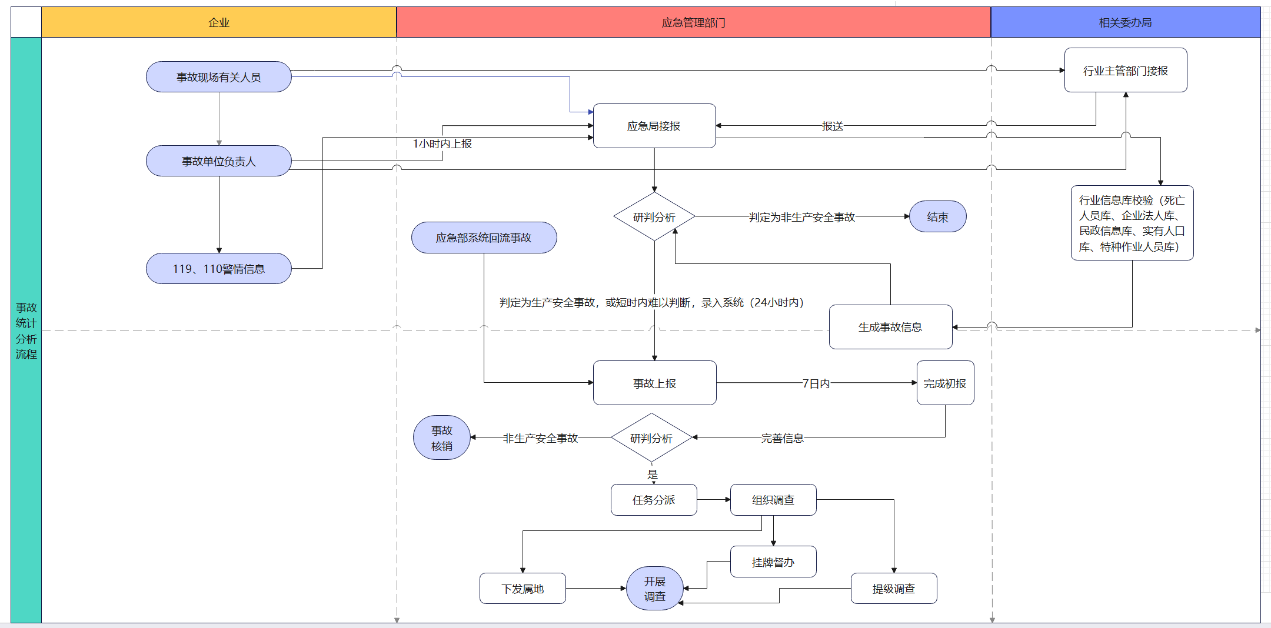 企业
应急管理部门
相关委办局
事故
统计
分析
流程
事故现场有关人员
行业主管部门接报
应急局接报
报送
1小时内上报
事故单位负责人
行业信息库校验（死亡
人员库、企业法人库、
民政信息库、实有人口
库、特种作业人员库）
研判分析
判定为非生产安全事故
结束
应急部系统回流事故
119、110警情信息
判定为生产安全事故，或短时内难以判断，录入系统（24小时内）
生成事故信息
事故上报
7日内
完成初报
事故
核销
非生产安全事故
研判分析
完善信息
是
任务分派
组织调查
挂牌督办
下发属地
开展
调查
提级调查